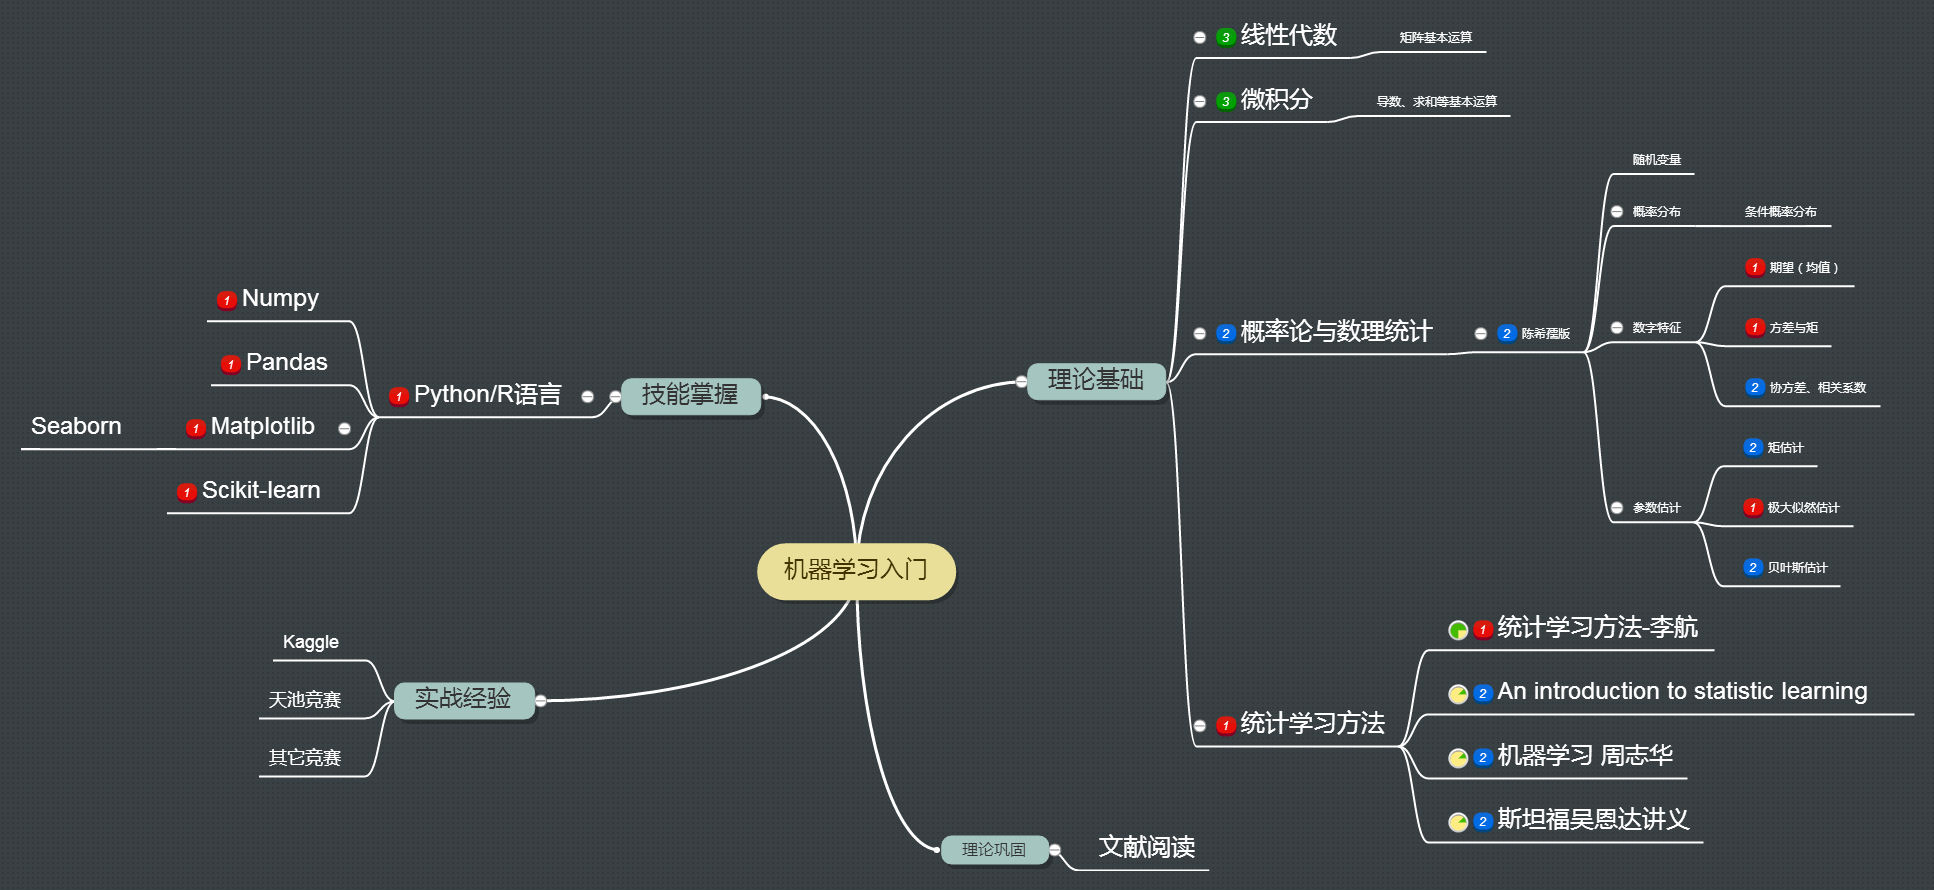 机器学习入门
理论基础
3 线性代数
矩阵基本运算
3 微积分
导数、求和等基本运算
2 概率论与数理统计
2 陈希孺版
随机变量
概率分布
条件概率分布
数字特征
1 期望（均值）
1 方差与矩
2 协方差、相关系数
参数估计
2 矩估计
1 极大似然估计
2 贝叶斯估计
1 统计学习方法
1 统计学习方法-李航
2 An introduction to statistic learning
2 机器学习 周志华
2 斯坦福吴恩达讲义
理论巩固
文献阅读
技能掌握
1 Python/R语言
1 Numpy
1 Pandas
1 Matplotlib
Seaborn
1 Scikit-learn
实战经验
Kaggle
天池竞赛
其它竞赛